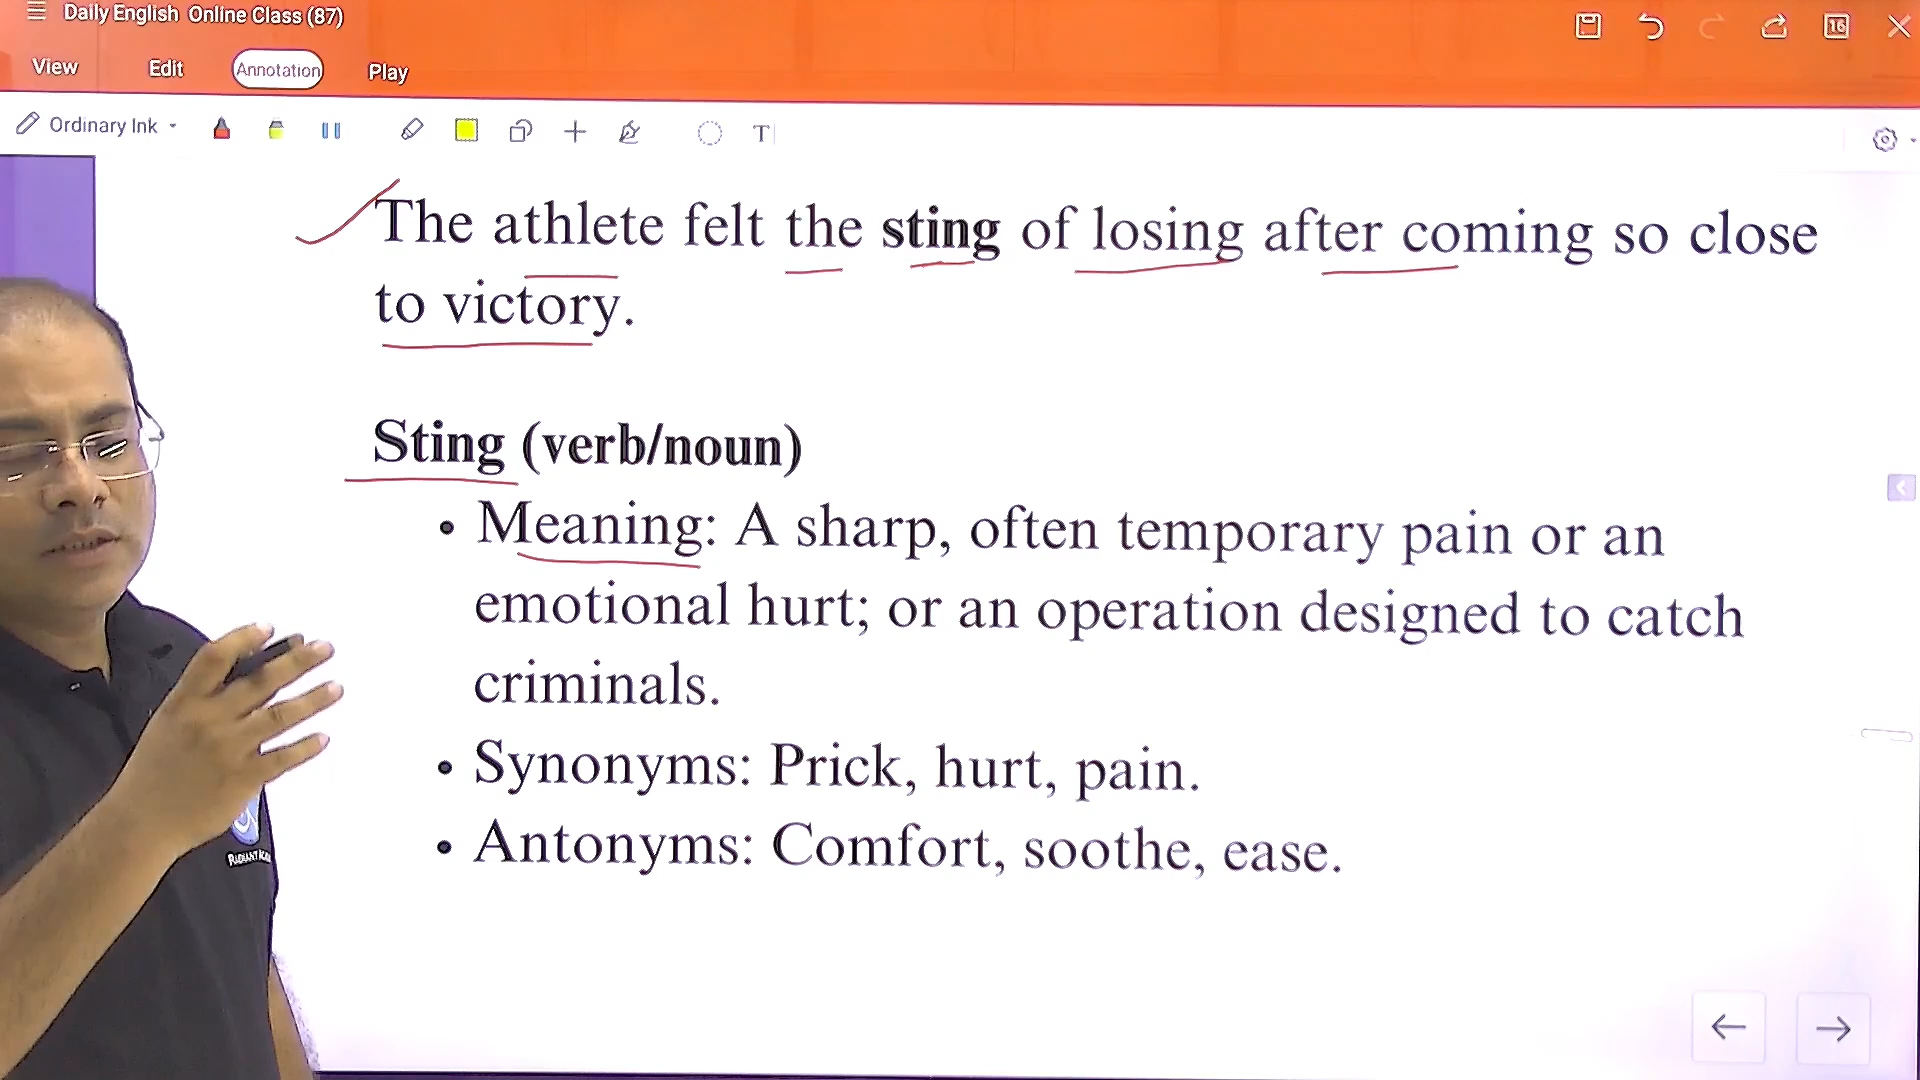 Daily English Online Class (87)
16
View Edit Annotation Play
Ordinary Ink
T
The athlete felt the sting of losing after coming so close
to victory.
Sting (verb/noun)
• Meaning: A sharp, often temporary pain or an
emotional hurt; or an operation designed to catch
criminals.
• Synonyms: Prick, hurt, pain.
• Antonyms: Comfort, soothe, ease.